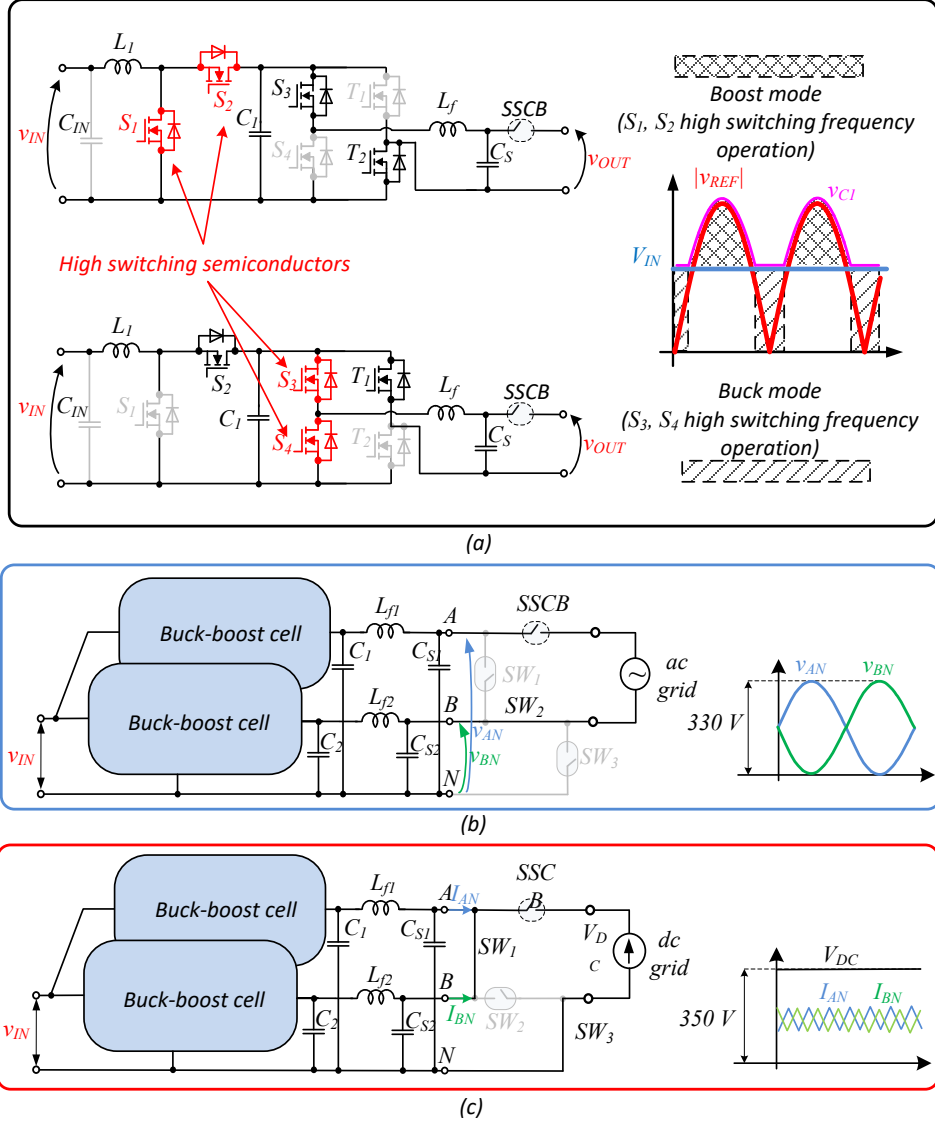 L1
S2
vIN
CIN
S1
C1
S3
T1
S4
T2
Lf
SSCB
CS
vOUT
High switching semiconductors
L1
S2
vIN
CIN
S1
C1
S3
S4
T1
T2
Lf
SSCB
CS
vOUT
Boost mode
(S1, S2 high switching frequency
operation)
|vREF|
vC1
VIN
Buck mode
(S3, S4 high switching frequency
operation)
(a)
Buck-boost cell
Buck-boost cell
vIN
C1
C2
Lf1
Lf2
CS1
CS2
A
B
N
vAN
vBN
SSCB
SW1
SW2
SW3
ac
grid
vAN
vBN
330 V
(b)
Buck-boost cell
Buck-boost cell
vIN
C1
C2
Lf1
Lf2
CS1
CS2
A
IAN
B
IBN
N
SSC
B
SW1
SW2
SW3
VD
C
dc
grid
VDC
IAN
IBN
350 V
(c)